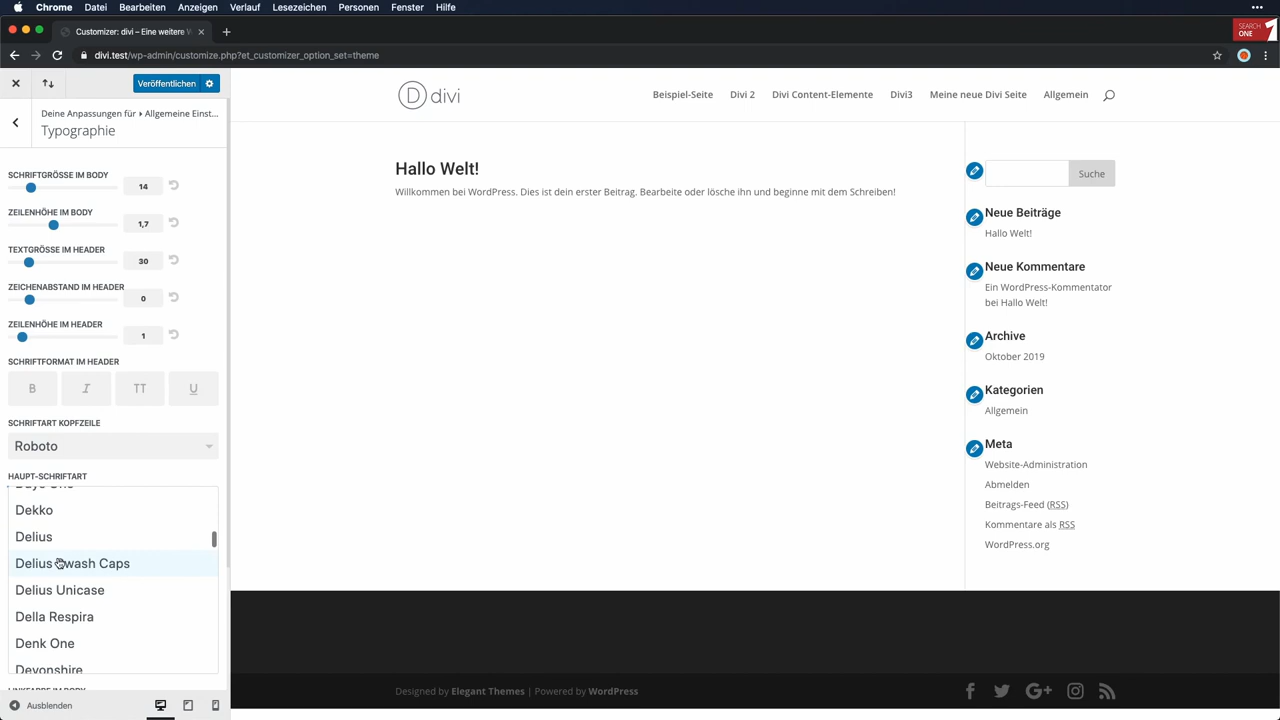 Chrome Datei Bearbeiten Anzeigen Verlauf Lesezeichen Personen Fenster Hilfe
Customizer: divi – Eine weitere
SEARCH ONE 1
divi.test/wp-admin/customize.php?et_customizer_option_set=theme
Veröffentlichen
Deine Anpassungen für Allgemeine Einst...
Typographie
SCHRIFTGRÖSSE IM BODY
14
ZEILENHÖHE IM BODY
1,7
TEXTGRÖSSE IM HEADER
30
ZEICHENABSTAND IM HEADER
0
ZEILENHÖHE IM HEADER
1
SCHRIFTFORMAT IM HEADER
B I TT U
SCHRIFTART KOPFZEILE
Roboto
HAUPT-SCHRIFTART
Dekko
Delius
Delius Swash Caps
Delius Unicase
Della Respira
Denk One
Devonshire
Ausblenden
D divi
Beispiel-Seite Divi 2 Divi Content-Elemente Divi3 Meine neue Divi Seite Allgemein
Hallo Welt!
Willkommen bei WordPress. Dies ist dein erster Beitrag. Bearbeite oder lösche ihn und beginne mit dem Schreiben!
Suche
Neue Beiträge
Hallo Welt!
Neue Kommentare
Ein WordPress-Kommentator
bei Hallo Welt!
Archive
Oktober 2019
Kategorien
Allgemein
Meta
Website-Administration
Abmelden
Beitrags-Feed (RSS)
Kommentare als RSS
WordPress.org
Designed by Elegant Themes | Powered by WordPress